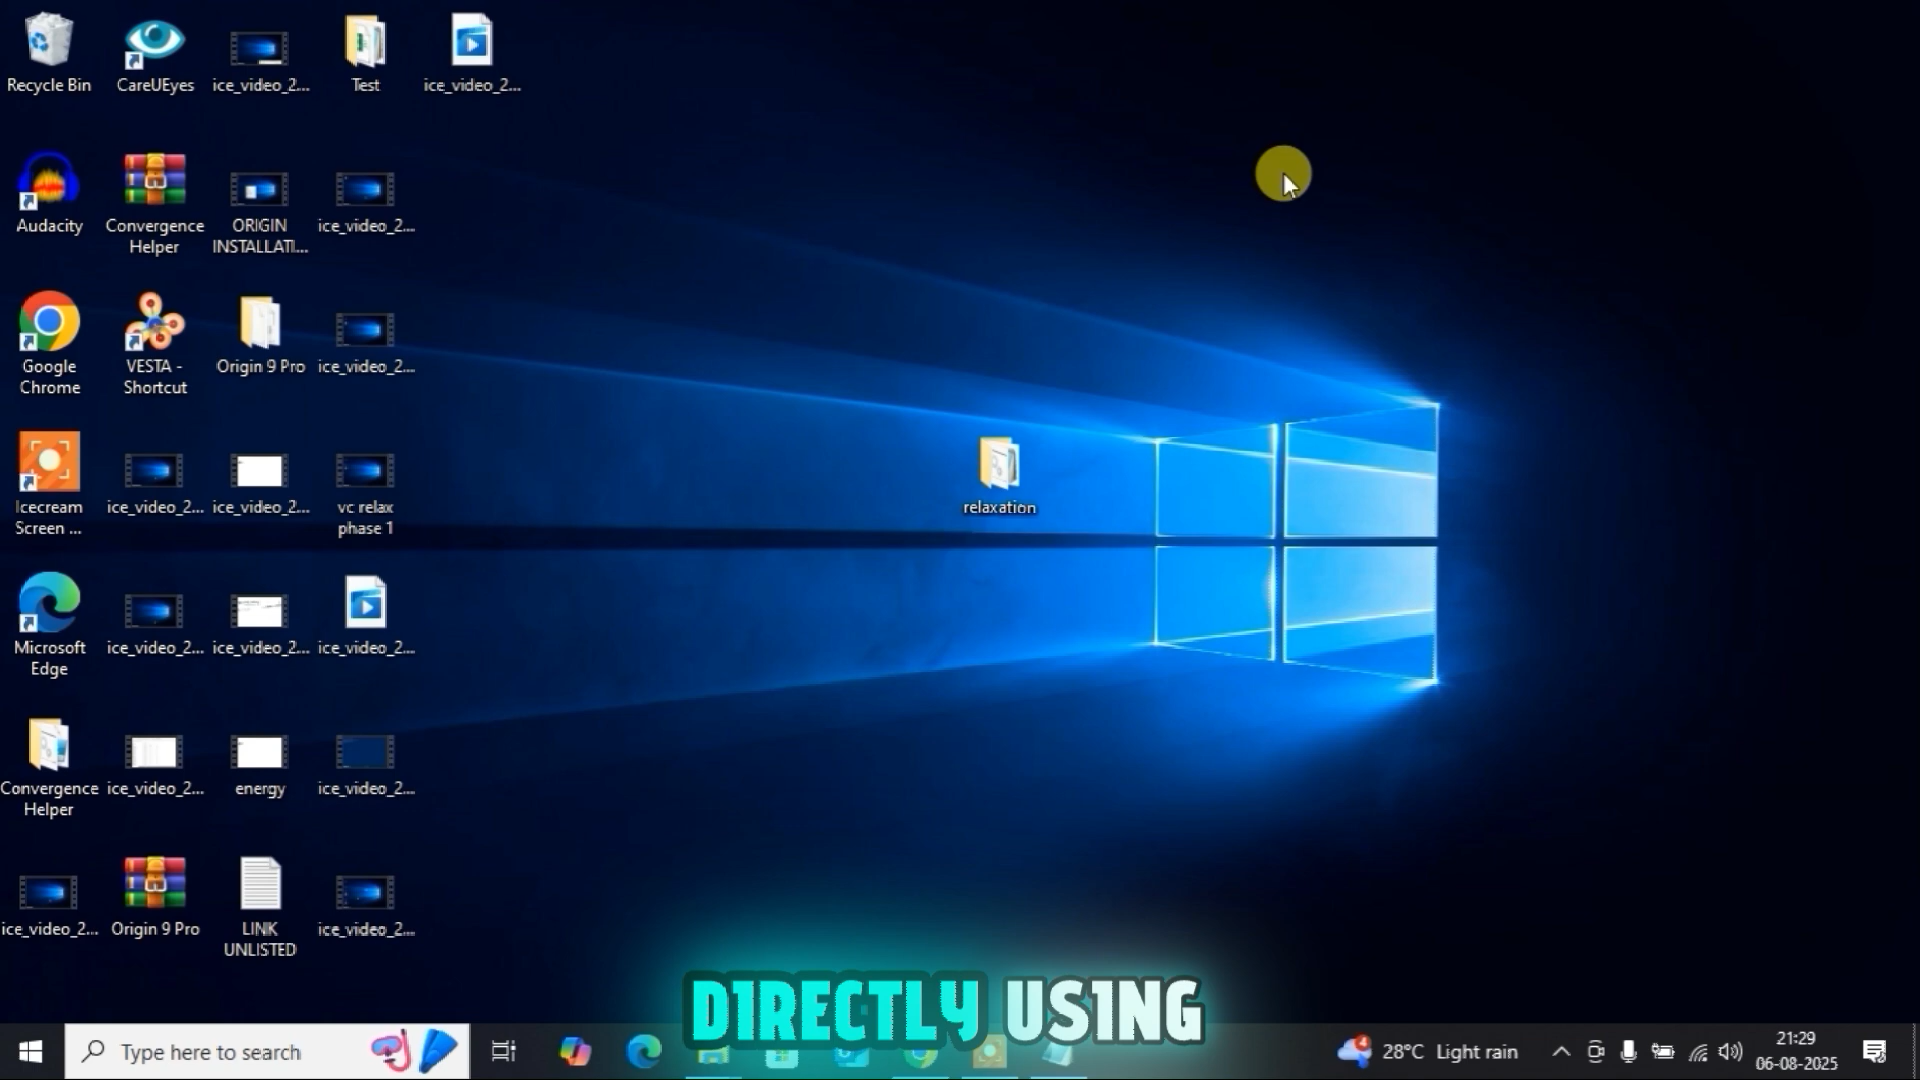 Recycle Bin
CareUEyes
ice_video_2...
Test
ice_video_2...
Audacity
Convergence
Helper
ORIGIN
INSTALLATI...
ice_video_2...
Google
Chrome
VESTA -
Shortcut
Origin 9 Pro
ice_video_2...
Icecream
Screen ...
ice_video_2...
ice_video_2...
vc relax
phase 1
relaxation
Microsoft
Edge
ice_video_2...
ice_video_2...
ice_video_2...
Convergence
Helper
ice_video_2...
energy
ice_video_2...
ice_video_2...
Origin 9 Pro
LINK
UNLISTED
ice_video_2...
DIRECTLY USING
Type here to search
4
28°C Light rain
21:29
06-08-2025